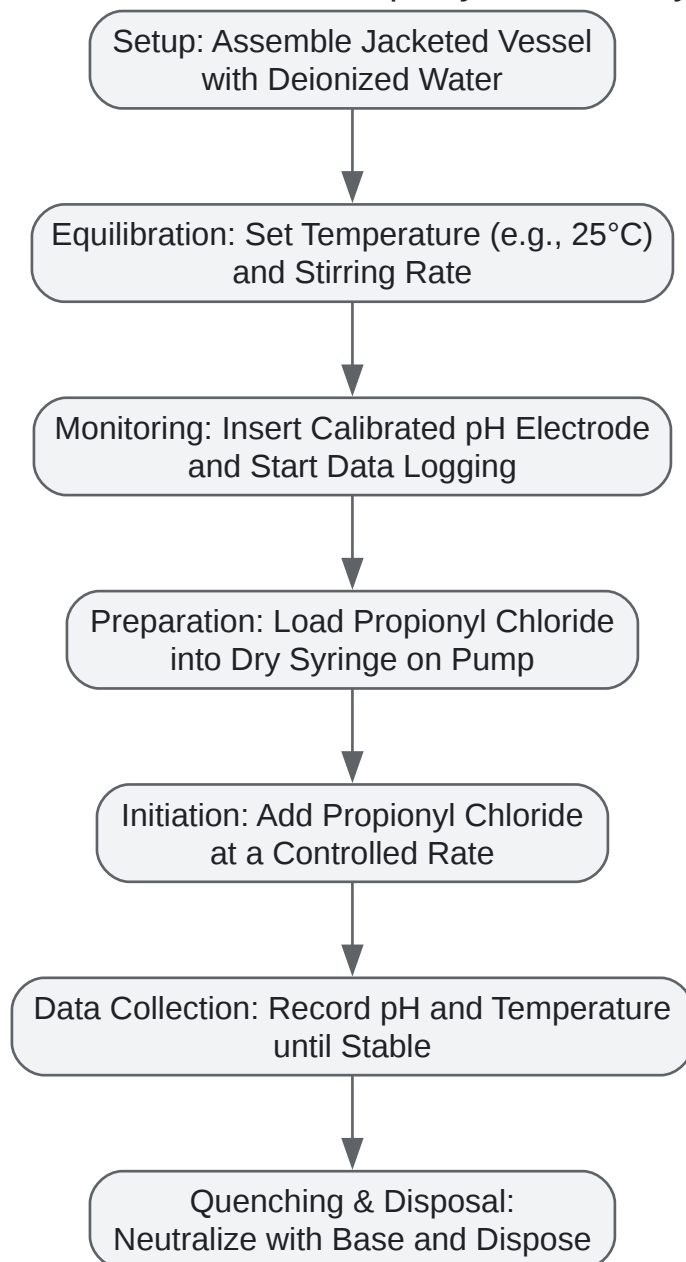 Setup: Assemble Jacketed Vessel
with Deionized Water
Equilibration: Set Temperature (e.g., 25°C)
and Stirring Rate
Monitoring: Insert Calibrated pH Electrode
and Start Data Logging
Preparation: Load Propionyl Chloride
into Dry Syringe on Pump
Initiation: Add Propionyl Chloride
at a Controlled Rate
Data Collection: Record pH and Temperature
until Stable
Quenching & Disposal:
Neutralize with Base and Dispose